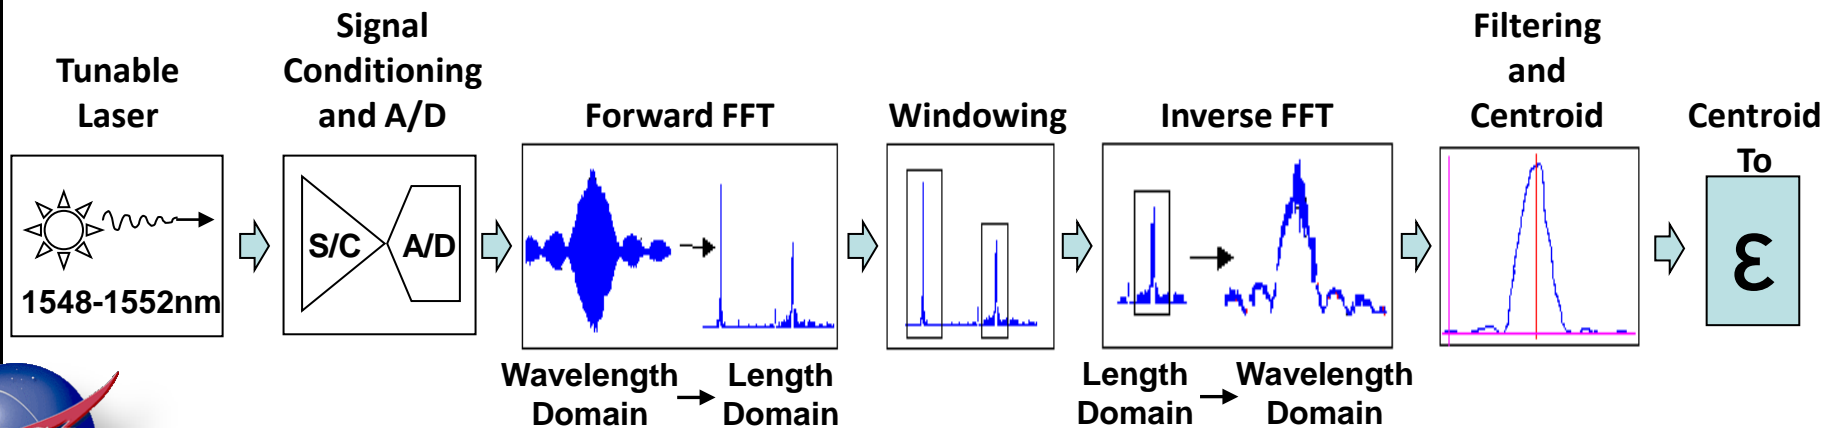 Tunable
Laser
1548-1552nm
Signal
Conditioning
and A/D
S/C
A/D
Forward FFT
Wavelength
Domain
Length
Domain
Windowing
Inverse FFT
Length
Domain
Wavelength
Domain
Filtering
and
Centroid
Centroid
To
Ɛ